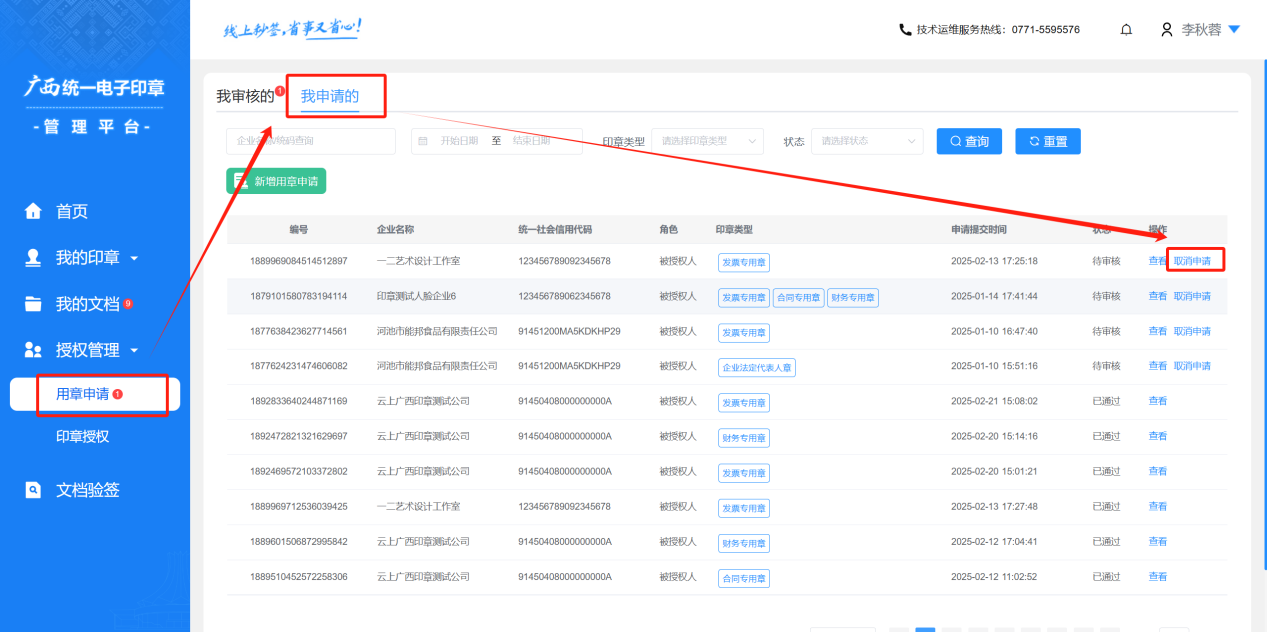 线上秒签,省事又省心!
技术运维服务热线：0771-5595576
李秋蓉
广西统一电子印章
-管理平台-
首页
我的印章
我的文档 9
授权管理
用章申请 1
印章授权
文档验签
我审核的 1 我申请的
开始日期 至 结束日期 印章类型 请选择印章类型 状态 请选择状态 查询 重置
新增用章申请
编号 企业名称 统一社会信用代码 角色 印章类型 申请提交时间 状态 操作
1889969084514512897 一二艺术设计工作室 123456789092345678 被授权人 发票专用章 2025-02-13 17:25:18 待审核 查看 取消申请
1879101580783194114 印章测试人脸企业6 123456789062345678 被授权人 发票专用章 合同专用章 财务专用章 2025-01-14 17:41:44 待审核 查看 取消申请
1877638423627714561 河池市能邦食品有限责任公司 91451200MA5KDKHP29 被授权人 发票专用章 2025-01-10 16:47:40 待审核 查看 取消申请
1877624231474606082 河池市能邦食品有限责任公司 91451200MA5KDKHP29 被授权人 企业法定代表人章 2025-01-10 15:51:16 待审核 查看 取消申请
1892833640244871169 云上广西印章测试公司 91450408000000000A 被授权人 发票专用章 2025-02-21 15:08:02 已通过 查看
1892472821321629697 云上广西印章测试公司 91450408000000000A 被授权人 财务专用章 2025-02-20 15:14:16 已通过 查看
1892469572103372802 云上广西印章测试公司 91450408000000000A 被授权人 发票专用章 2025-02-20 15:01:21 已通过 查看
1889969712536039425 一二艺术设计工作室 123456789092345678 被授权人 发票专用章 2025-02-13 17:27:48 已通过 查看
1889601506872995842 云上广西印章测试公司 91450408000000000A 被授权人 财务专用章 2025-02-12 17:04:41 已通过 查看
1889510452572258306 云上广西印章测试公司 91450408000000000A 被授权人 合同专用章 2025-02-12 11:02:52 已通过 查看